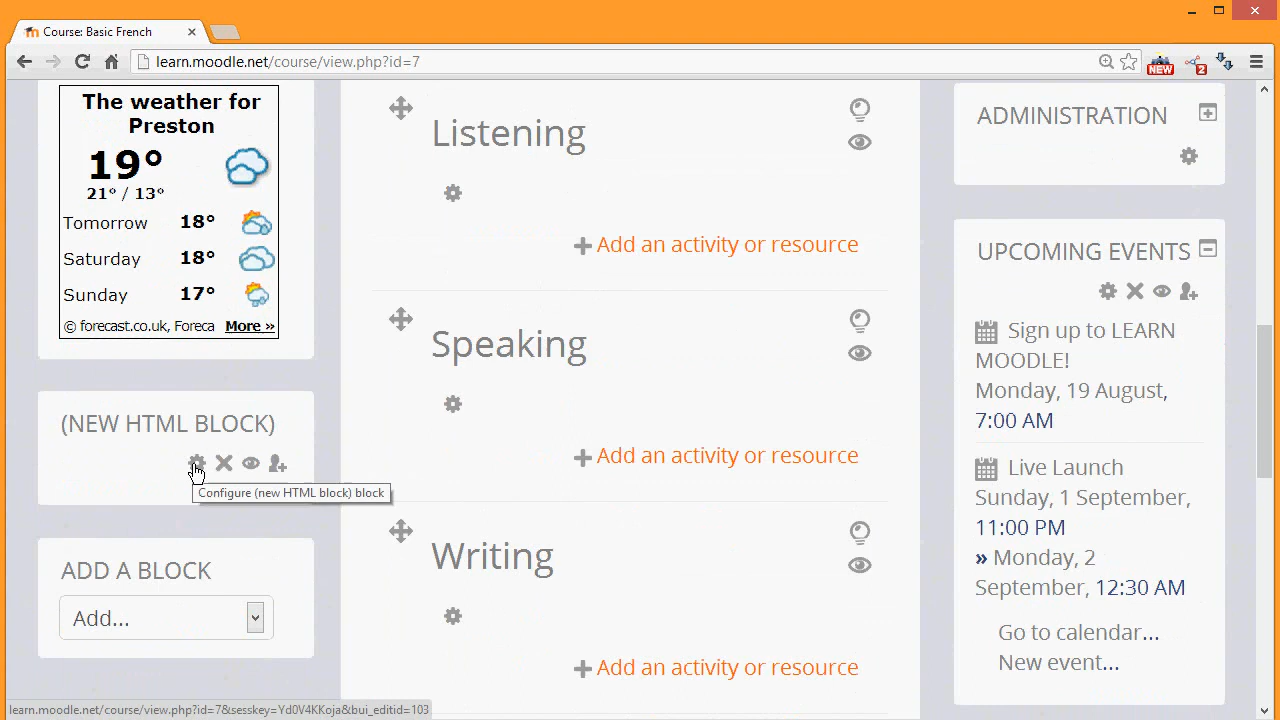 Course: Basic French
learn.moodle.net/course/view.php?id=7
NEW
2
The weather for
Preston
19°
21° / 13°
Tomorrow 18°
Saturday 18°
Sunday 17°
© forecast.co.uk, Foreca More »
(NEW HTML BLOCK)
Configure (new HTML block) block
ADD A BLOCK
Add...
Listening
Add an activity or resource
Speaking
Add an activity or resource
Writing
Add an activity or resource
ADMINISTRATION
UPCOMING EVENTS
Sign up to LEARN
MOODLE!
Monday, 19 August,
7:00 AM
Live Launch
Sunday, 1 September,
11:00 PM
» Monday, 2
September, 12:30 AM
Go to calendar...
New event...
learn.moodle.net/course/view.php?id=7&sesskey=Yd0V4KKoja&bui_editid=103